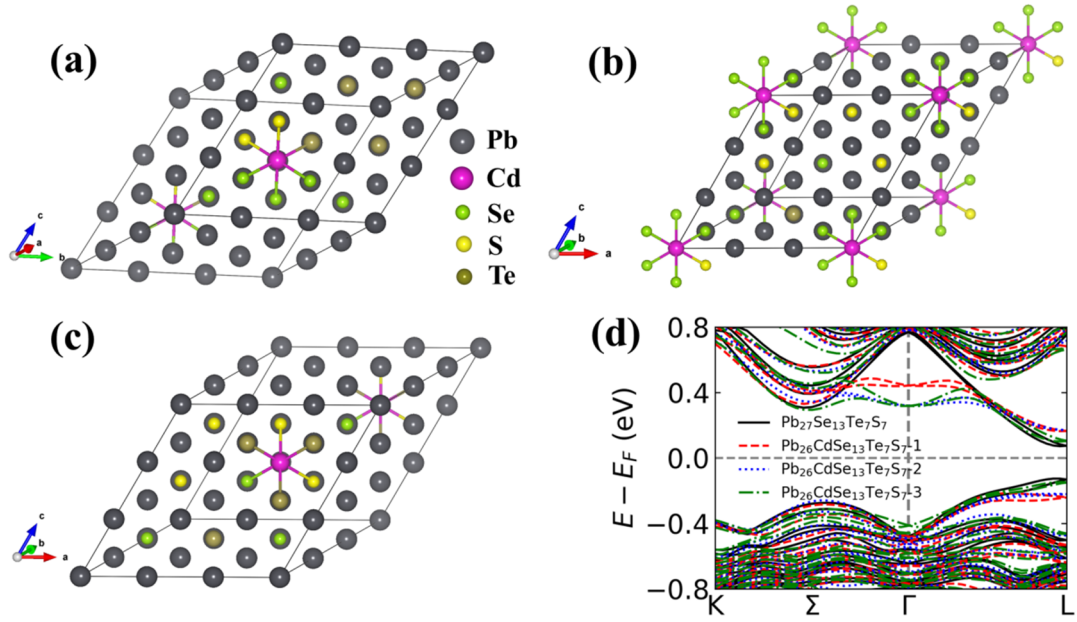 (a)
c
a
b
Pb
Cd
Se
S
Te
(b)
c
b
a
(c)
c
b
a
(d)
E − E_F (eV)
0.8
0.4
0.0
−0.4
−0.8
Pb₂₇Se₁₃Te₇S₇
Pb₂₆CdSe₁₃Te₇S₇-1
Pb₂₆CdSe₁₃Te₇S₇-2
Pb₂₆CdSe₁₃Te₇S₇-3
K Σ Γ L